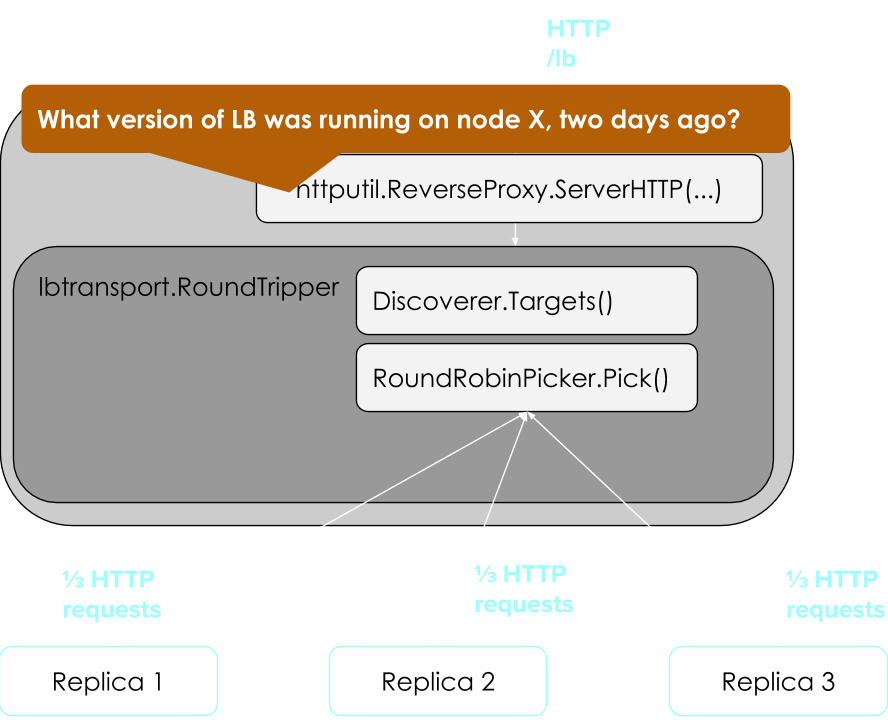 HTTP
/lb
What version of LB was running on node X, two days ago?
httputil.ReverseProxy.ServerHTTP(...)
lbtransport.RoundTripper
Discoverer.Targets()
RoundRobinPicker.Pick()
⅓ HTTP
requests
⅓ HTTP
requests
⅓ HTTP
requests
Replica 1
Replica 2
Replica 3